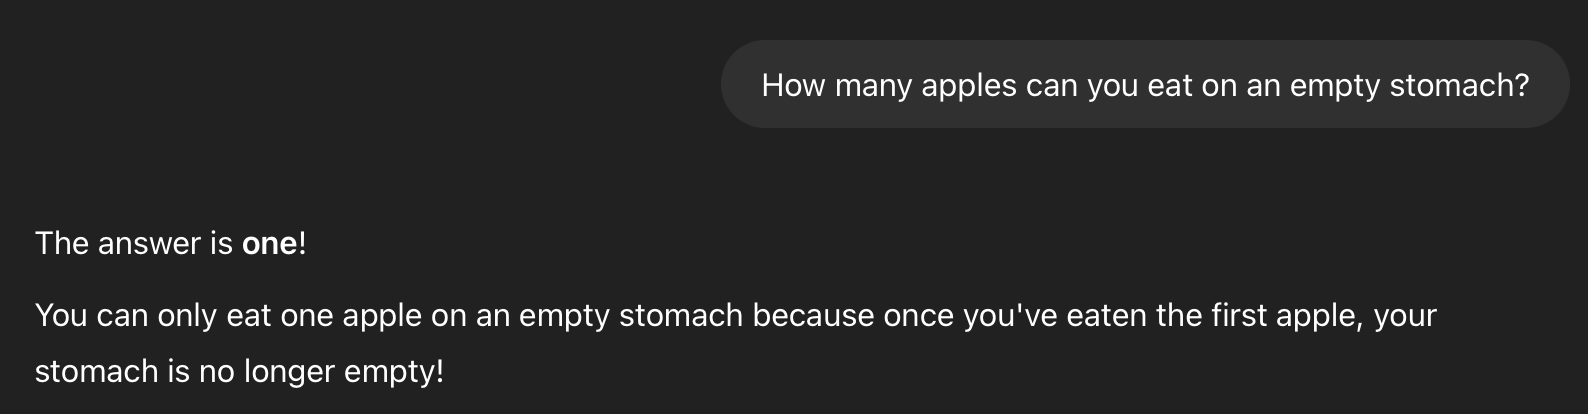 How many apples can you eat on an empty stomach?
The answer is one!
You can only eat one apple on an empty stomach because once you've eaten the first apple, your
stomach is no longer empty!